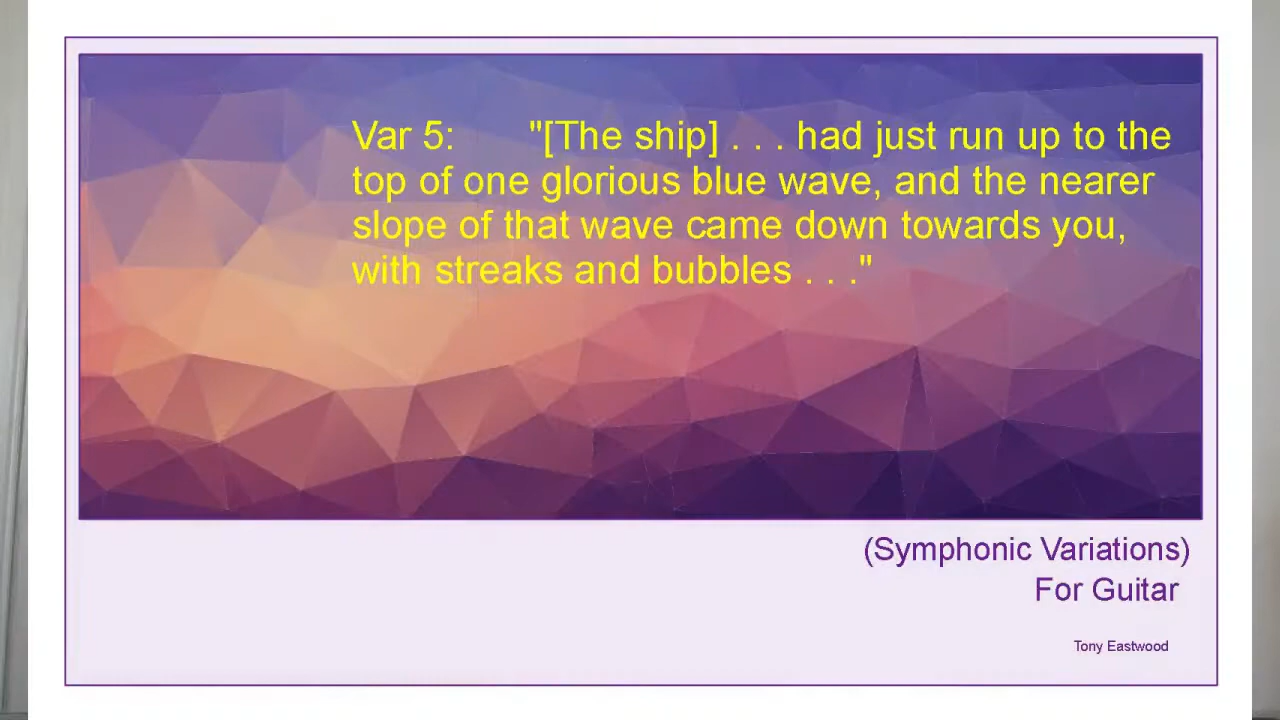 Var 5: "[The ship] . . . had just run up to the
top of one glorious blue wave, and the nearer
slope of that wave came down towards you,
with streaks and bubbles . . ."
(Symphonic Variations)
For Guitar
Tony Eastwood